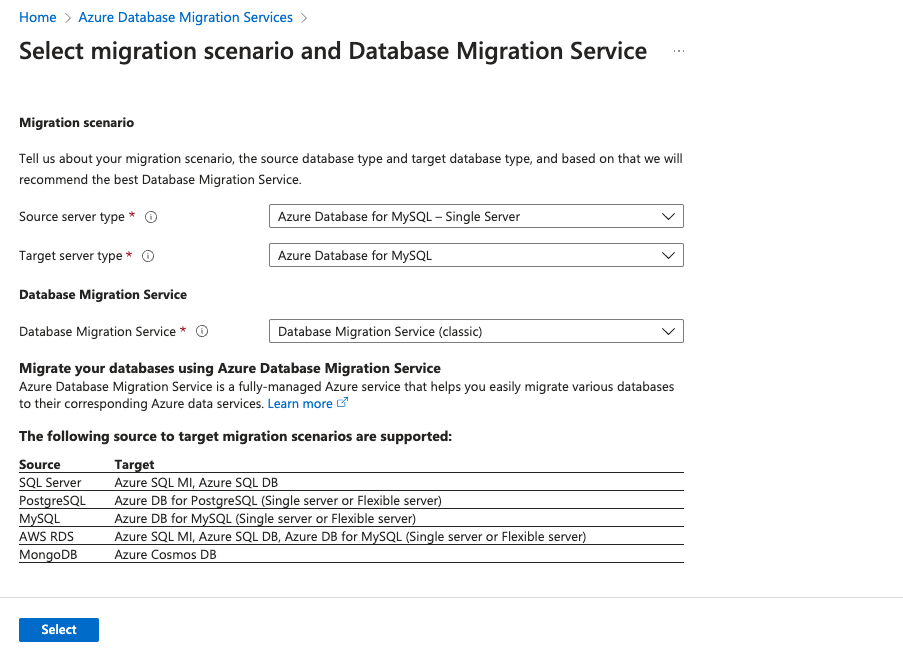 Home > Azure Database Migration Services >
Select migration scenario and Database Migration Service ...
Migration scenario
Tell us about your migration scenario, the source database type and target database type, and based on that we will
recommend the best Database Migration Service.
Source server type * Azure Database for MySQL – Single Server
Target server type * Azure Database for MySQL
Database Migration Service
Database Migration Service * Database Migration Service (classic)
Migrate your databases using Azure Database Migration Service
Azure Database Migration Service is a fully-managed Azure service that helps you easily migrate various databases
to their corresponding Azure data services. Learn more
The following source to target migration scenarios are supported:
Source Target
SQL Server Azure SQL MI, Azure SQL DB
PostgreSQL Azure DB for PostgreSQL (Single server or Flexible server)
MySQL Azure DB for MySQL (Single server or Flexible server)
AWS RDS Azure SQL MI, Azure SQL DB, Azure DB for MySQL (Single server or Flexible server)
MongoDB Azure Cosmos DB
Select